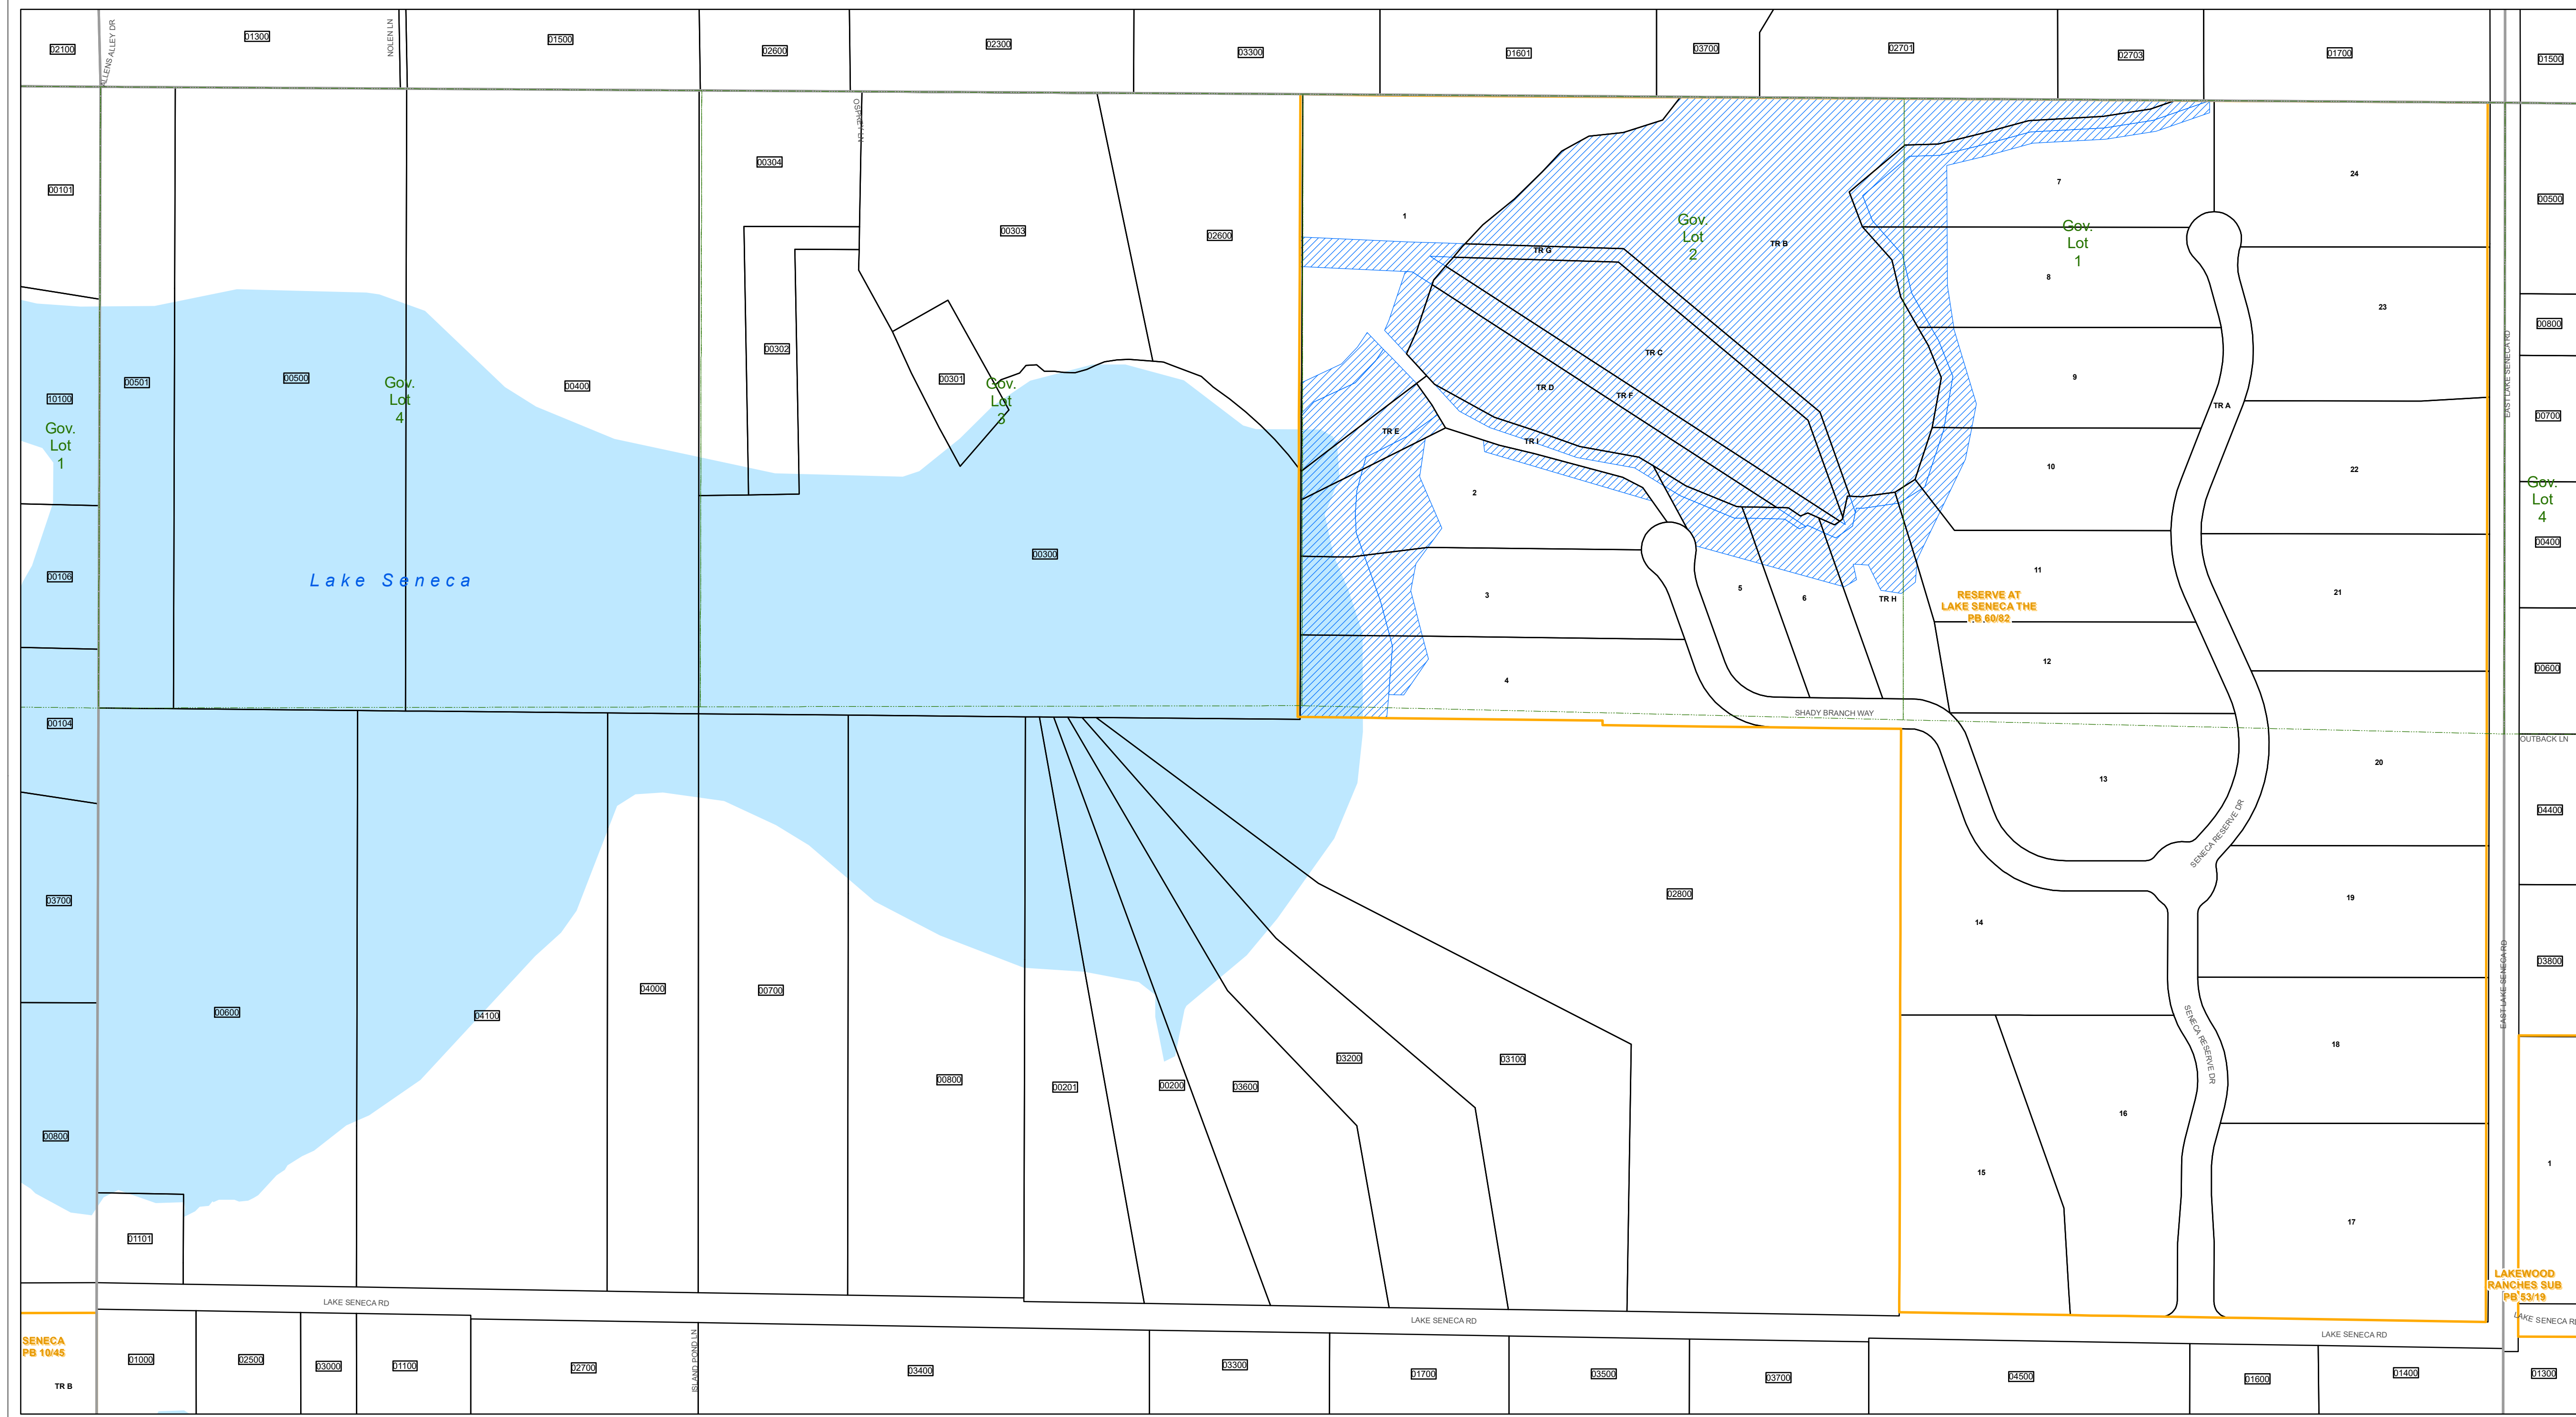 02100
ALLENS ALLEY DR
01300
NOLEN LN
01500
02600
02300
03300
01601
03700
02701
02703
01700
01500
00101
00304
OSPREY LN
00303
02600
1
Gov.
Lot
2
TR G
TR B
7
Gov.
Lot
1
24
00500
8
23
00800
EAST LAKE SENECA RD
00302
TR C
10100
00501
00500
Gov.
Lot
4
00400
00301
Gov.
Lot
3
TR D
TR F
9
TR A
00700
Gov.
Lot
1
TR E
TR I
10
22
2
Gov.
Lot
4
00400
00106
Lake Seneca
00300
3
5
6
TR H
11
RESERVE AT
LAKE SENECA THE
PB 60/82
21
4
12
00600
00104
SHADY BRANCH WAY
OUTBACK LN
13
20
04400
SENECA RESERVE DR
03700
02800
14
19
03800
EAST LAKE SENECA RD
00600
04100
04000
00700
SENECA RESERVE DR
18
00800
00800
00201
00200
03600
03200
03100
16
15
1
17
01101
LAKEWOOD
RANCHES SUB
PB 53/19
LAKE SENECA RD
LAKE SENECA RD
LAKE SENECA RD
LAKE SENECA RD
SENECA
PB 10/45
TR B
01000
02500
03000
01100
02700
ISLAND POND LN
03400
03300
01700
03500
03700
04500
01600
01400
01300